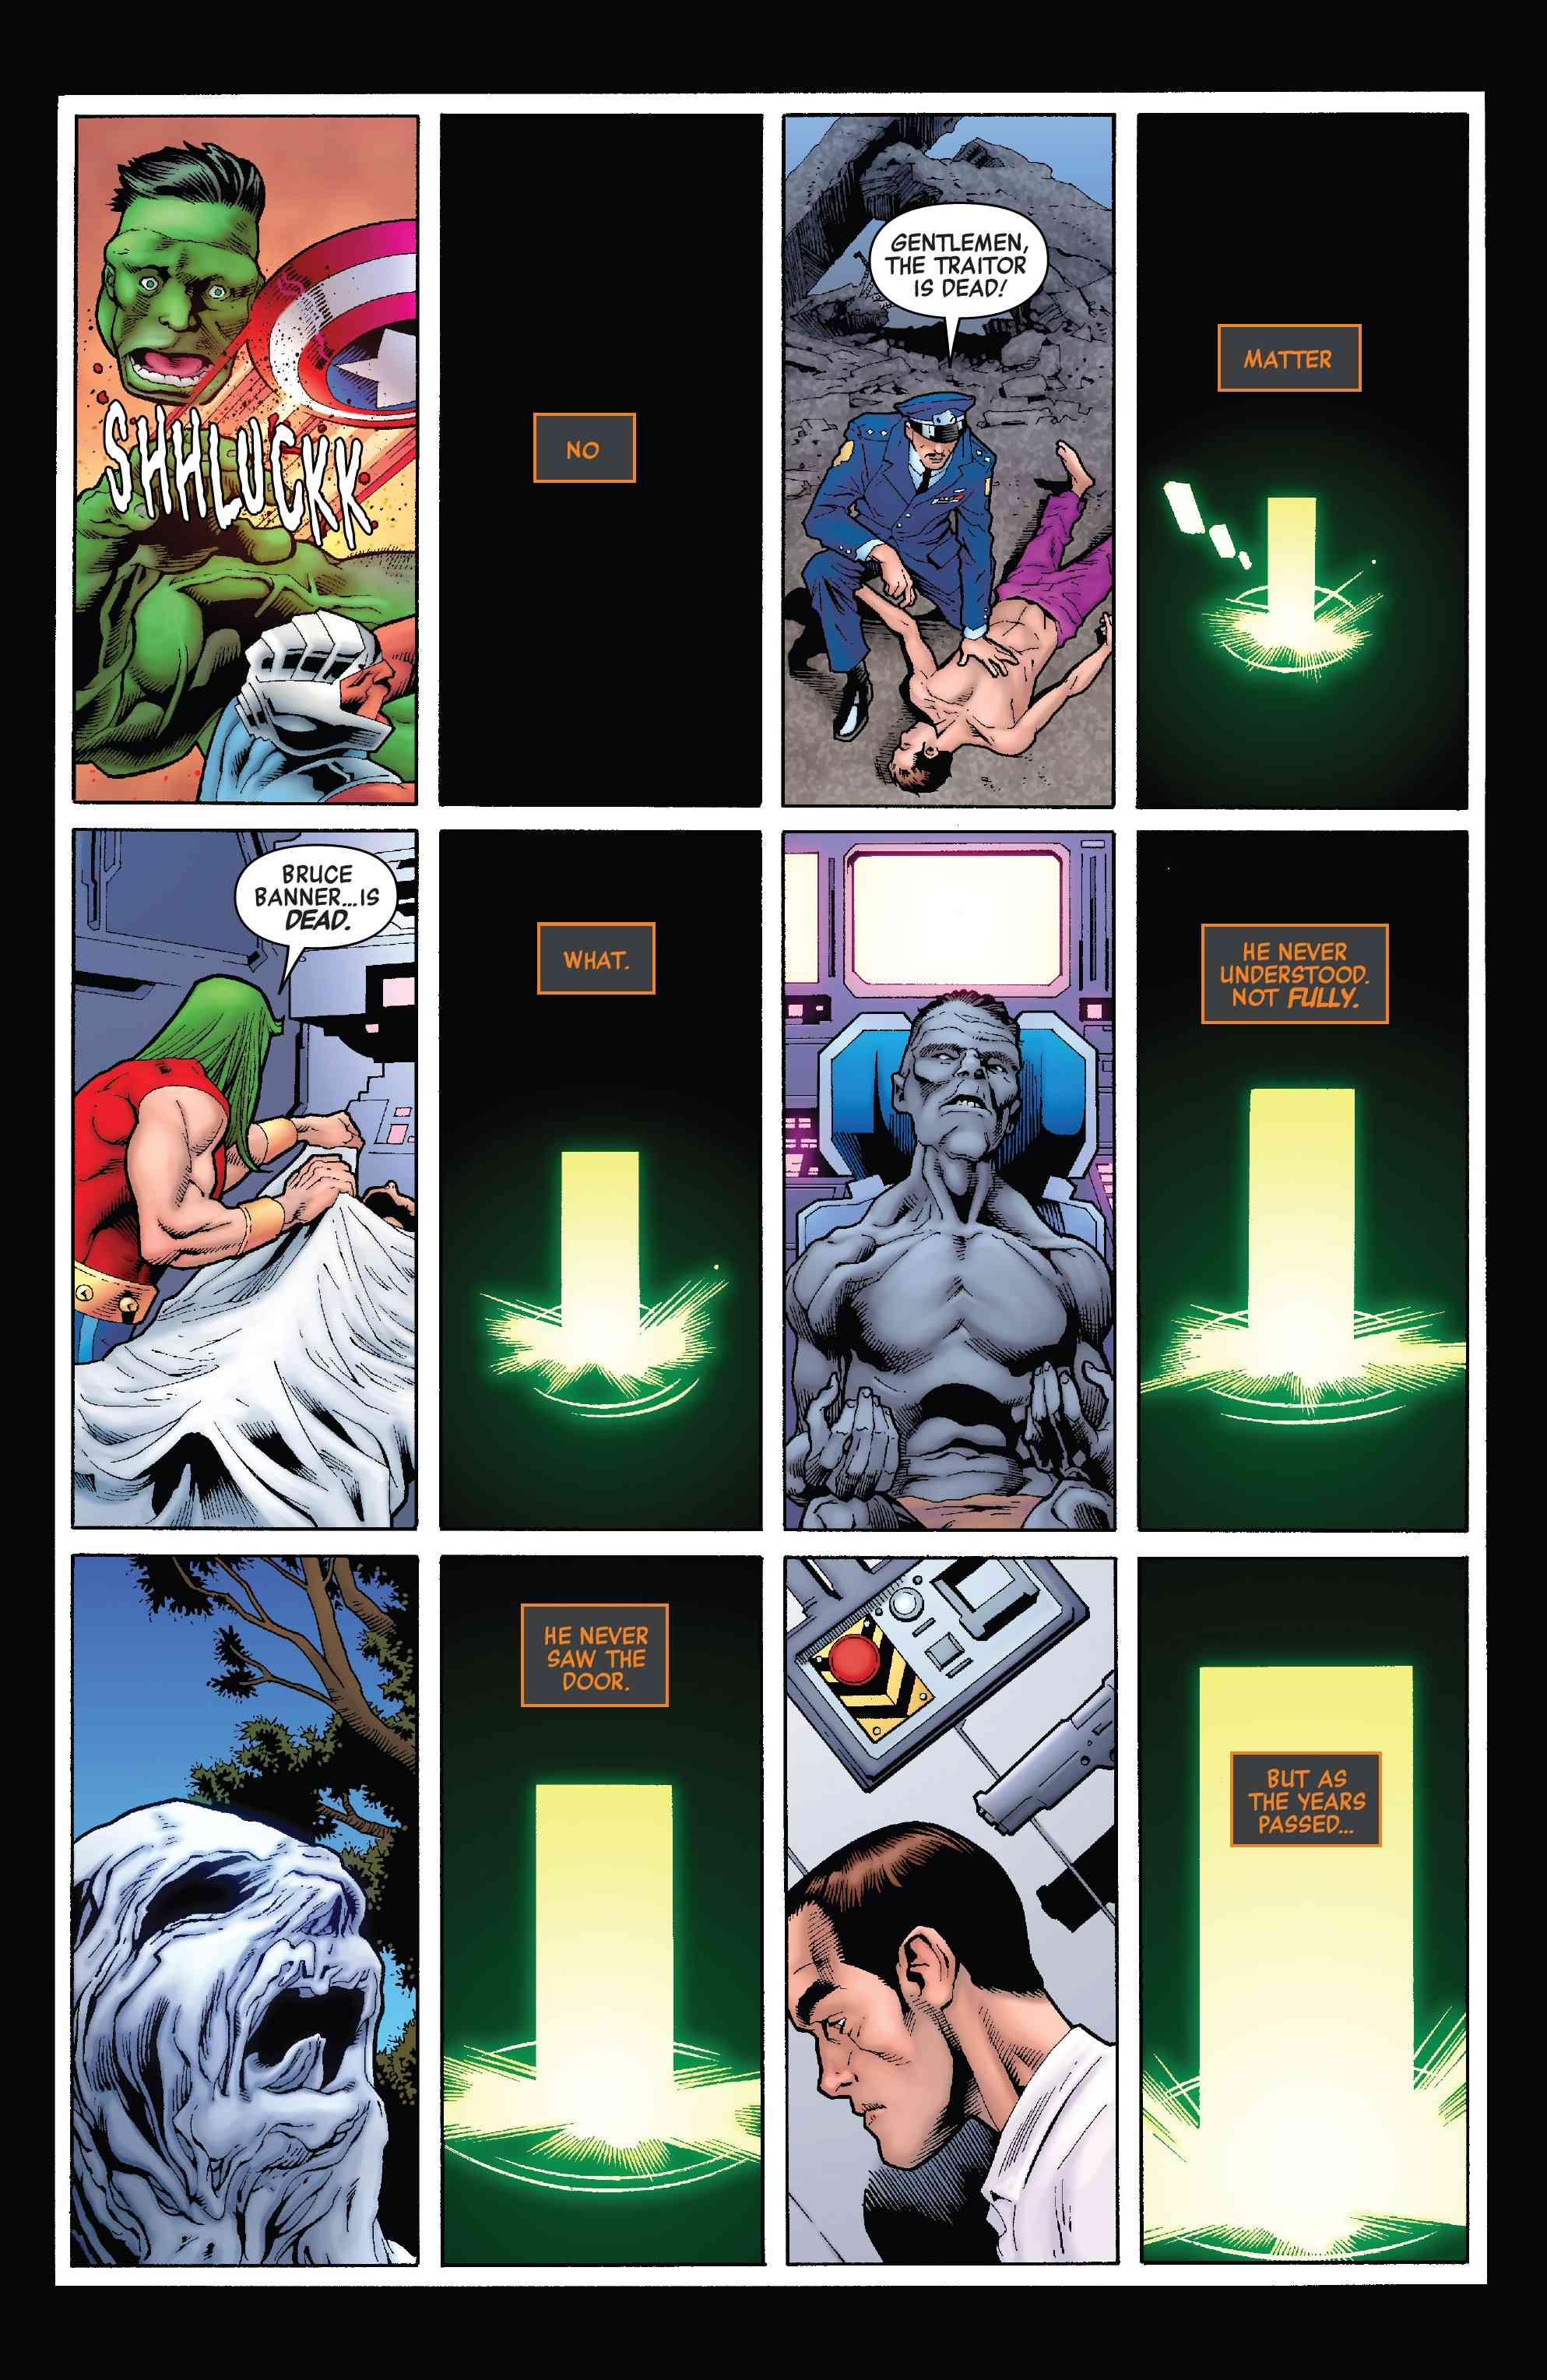 SHHLUCKK
NO
GENTLEMEN,
THE TRAITOR
IS DEAD!
MATTER
BRUCE
BANNER...IS
DEAD.
WHAT.
HE NEVER
UNDERSTOOD.
NOT FULLY.
HE NEVER
SAW THE
DOOR.
BUT AS
THE YEARS
PASSED...